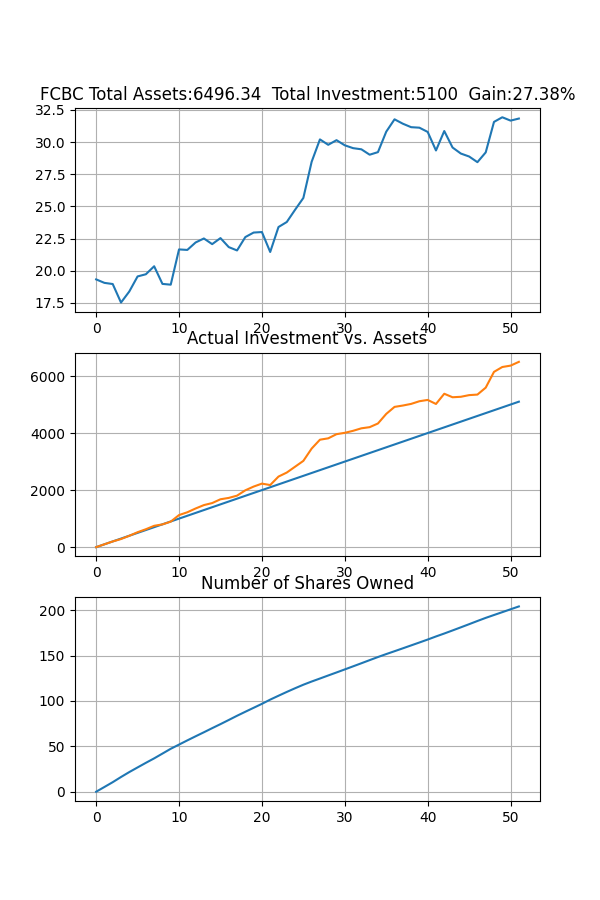 FCBC Total Assets:6496.34  Total Investment:5100  Gain:27.38%
32.5
30.0
27.5
25.0
22.5
20.0
17.5
0 10 20 30 40 50
Actual Investment vs. Assets
6000
4000
2000
0
0 10 20 30 40 50
Number of Shares Owned
200
150
100
50
0
0 10 20 30 40 50